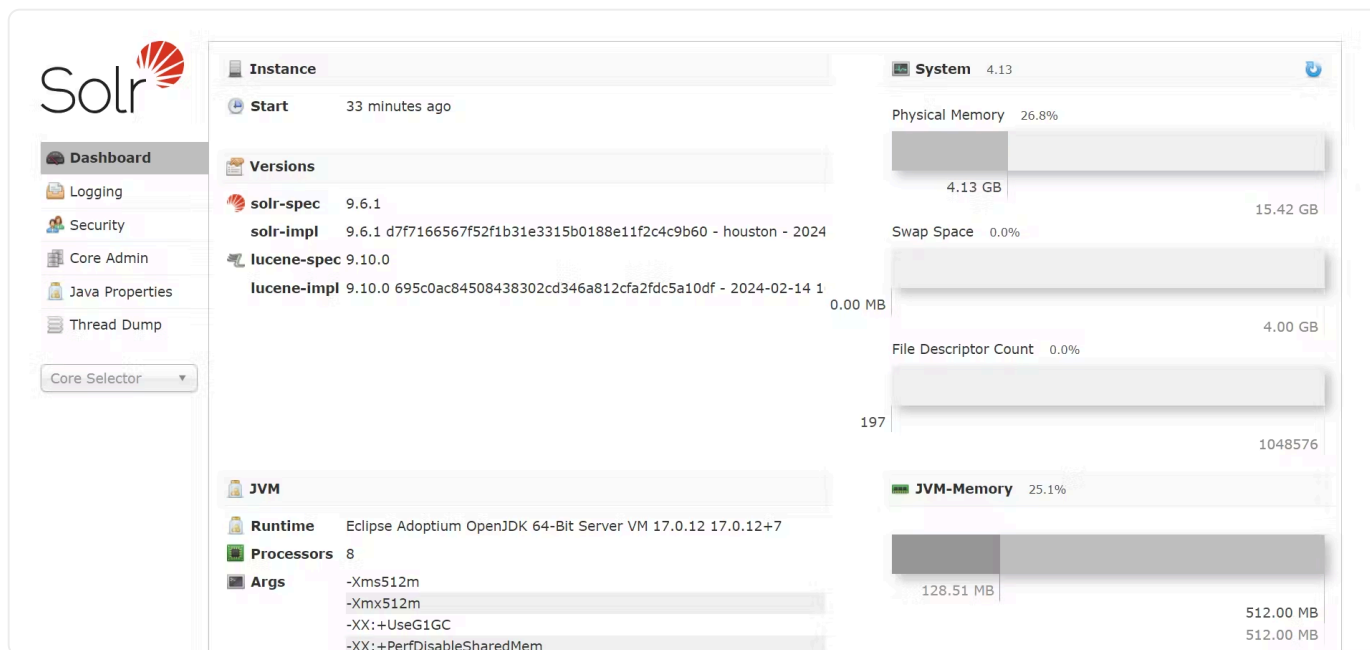 Solr
Dashboard
Logging
Security
Core Admin
Java Properties
Thread Dump
Core Selector
Instance
Start 33 minutes ago
Versions
solr-spec 9.6.1
solr-impl 9.6.1 d7f7166567f52f1b31e3315b0188e11f2c4c9b60 - houston - 2024
lucene-spec 9.10.0
lucene-impl 9.10.0 695c0ac84508438302cd346a812cfa2fdc5a10df - 2024-02-14 1
JVM
Runtime Eclipse Adoptium OpenJDK 64-Bit Server VM 17.0.12 17.0.12+7
Processors 8
Args -Xms512m
-Xmx512m
-XX:+UseG1GC
-XX:+PerfDisableSharedMem
System 4.13
Physical Memory 26.8%
4.13 GB
15.42 GB
Swap Space 0.0%
0.00 MB
4.00 GB
File Descriptor Count 0.0%
197
1048576
JVM-Memory 25.1%
128.51 MB
512.00 MB
512.00 MB